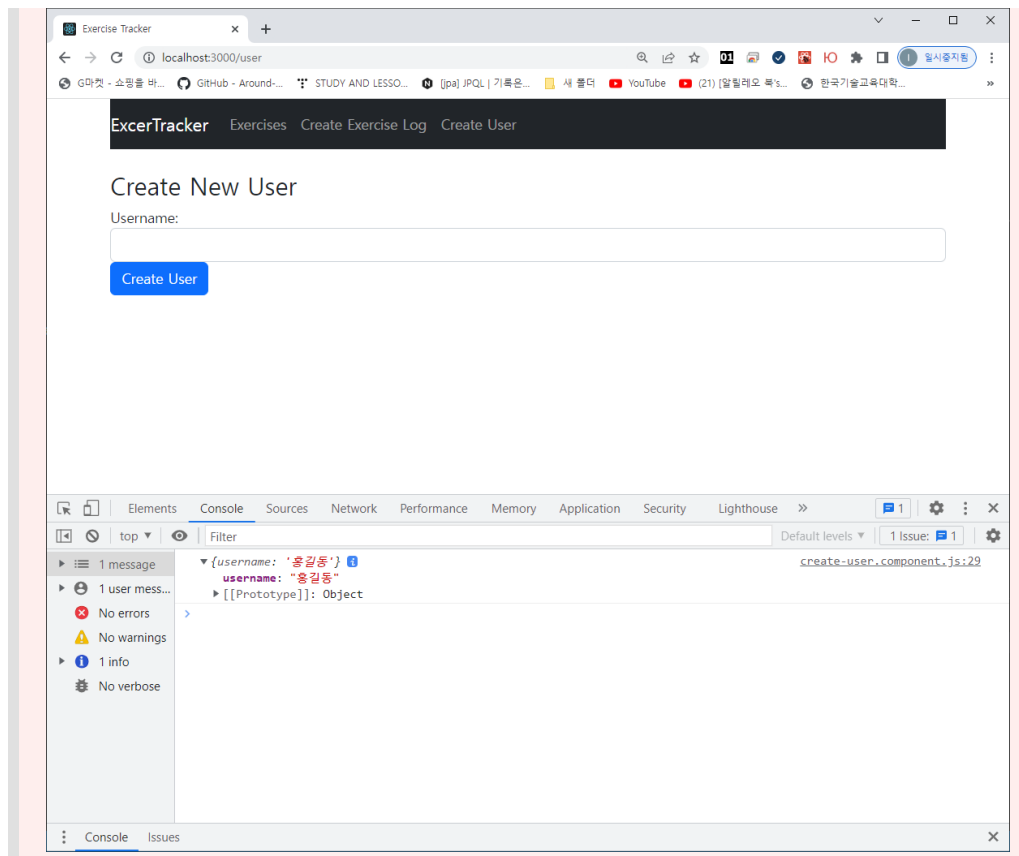 Exercise Tracker
localhost:3000/user
01
일시중지됨
G마켓 - 쇼핑을 바...
GitHub - Around-...
STUDY AND LESSO...
[jpa] JPQL | 기록은...
새 폴더
YouTube
(21) [알릴레오 북's...
한국기술교육대학...
»
ExcerTracker Exercises Create Exercise Log Create User
Create New User
Username:
Create User
Elements Console Sources Network Performance Memory Application Security Lighthouse » 1
top ▼ Filter Default levels ▼ 1 Issue: 1
1 message
1 user mess...
No errors
No warnings
1 info
No verbose
▼{username: '홍길동'} create-user.component.js:29
username: "홍길동"
▶[[Prototype]]: Object
>
Console Issues